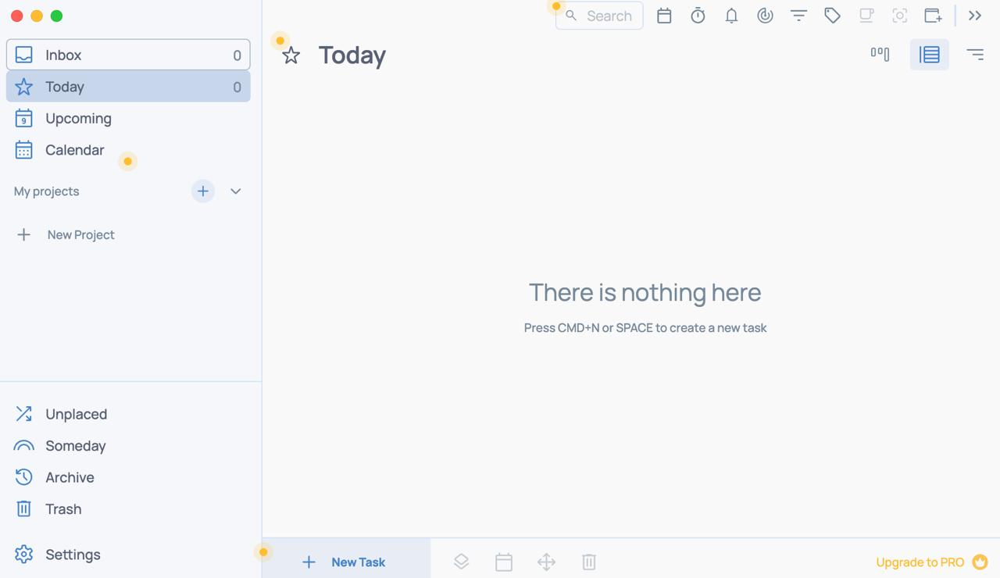 Search
Inbox 0
Today
Today 0
Upcoming
9
Calendar
My projects
New Project
There is nothing here
Press CMD+N or SPACE to create a new task
Unplaced
Someday
Archive
Trash
Settings
New Task
Upgrade to PRO